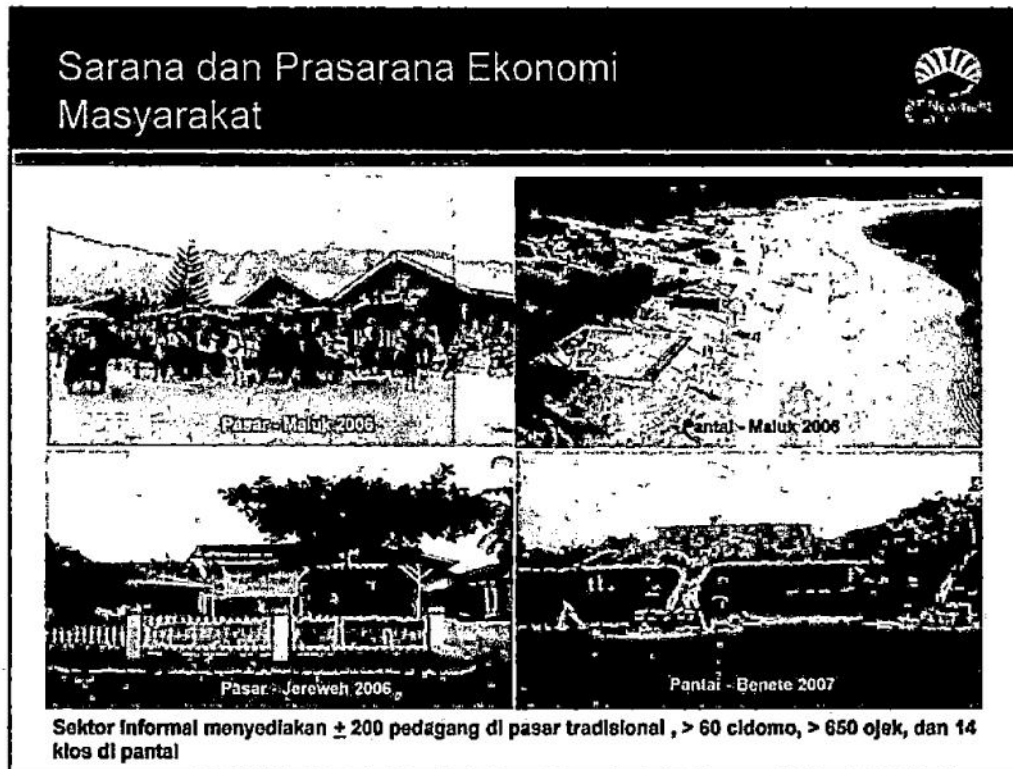 Sarana dan Prasarana Ekonomi
Masyarakat
Pasar - Maluk 2006
Pantai - Maluk 2006
Pasar - Jereweh 2006
Pantai - Benete 2007
Sektor informal menyediakan ± 200 pedagang di pasar tradisional , > 60 cidomo, > 650 ojek, dan 14
kios di pantai